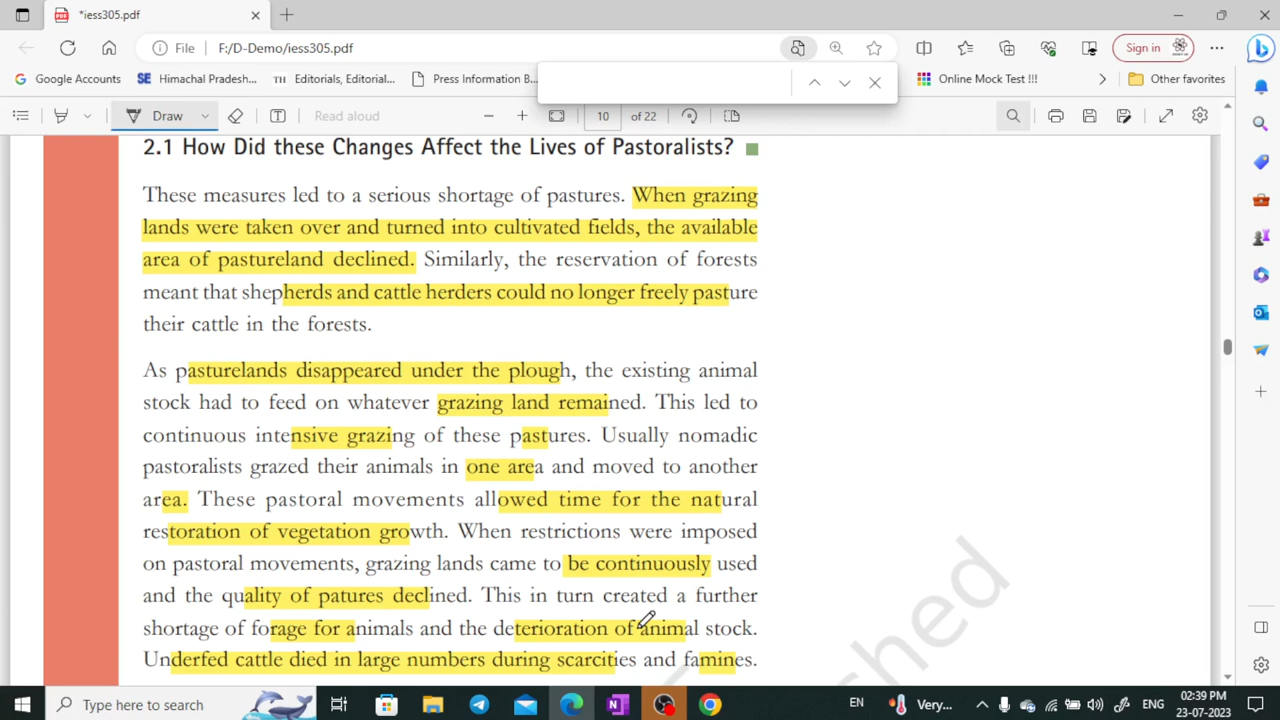 *iess305.pdf
File F:/D-Demo/iess305.pdf Sign in
Google Accounts SE Himachal Pradesh... TH Editorials, Editorial... Press Information B... Online Mock Test !!! Other favorites
Draw Read aloud 10 of 22
2.1 How Did these Changes Affect the Lives of Pastoralists?
These measures led to a serious shortage of pastures. When grazing
lands were taken over and turned into cultivated fields, the available
area of pastureland declined. Similarly, the reservation of forests
meant that shepherds and cattle herders could no longer freely pasture
their cattle in the forests.
As pasturelands disappeared under the plough, the existing animal
stock had to feed on whatever grazing land remained. This led to
continuous intensive grazing of these pastures. Usually nomadic
pastoralists grazed their animals in one area and moved to another
area. These pastoral movements allowed time for the natural
restoration of vegetation growth. When restrictions were imposed
on pastoral movements, grazing lands came to be continuously used
and the quality of patures declined. This in turn created a further
shortage of forage for animals and the deterioration of animal stock.
Underfed cattle died in large numbers during scarcities and famines.
shed
Type here to search EN Very... ENG 02:39 PM
23-07-2023